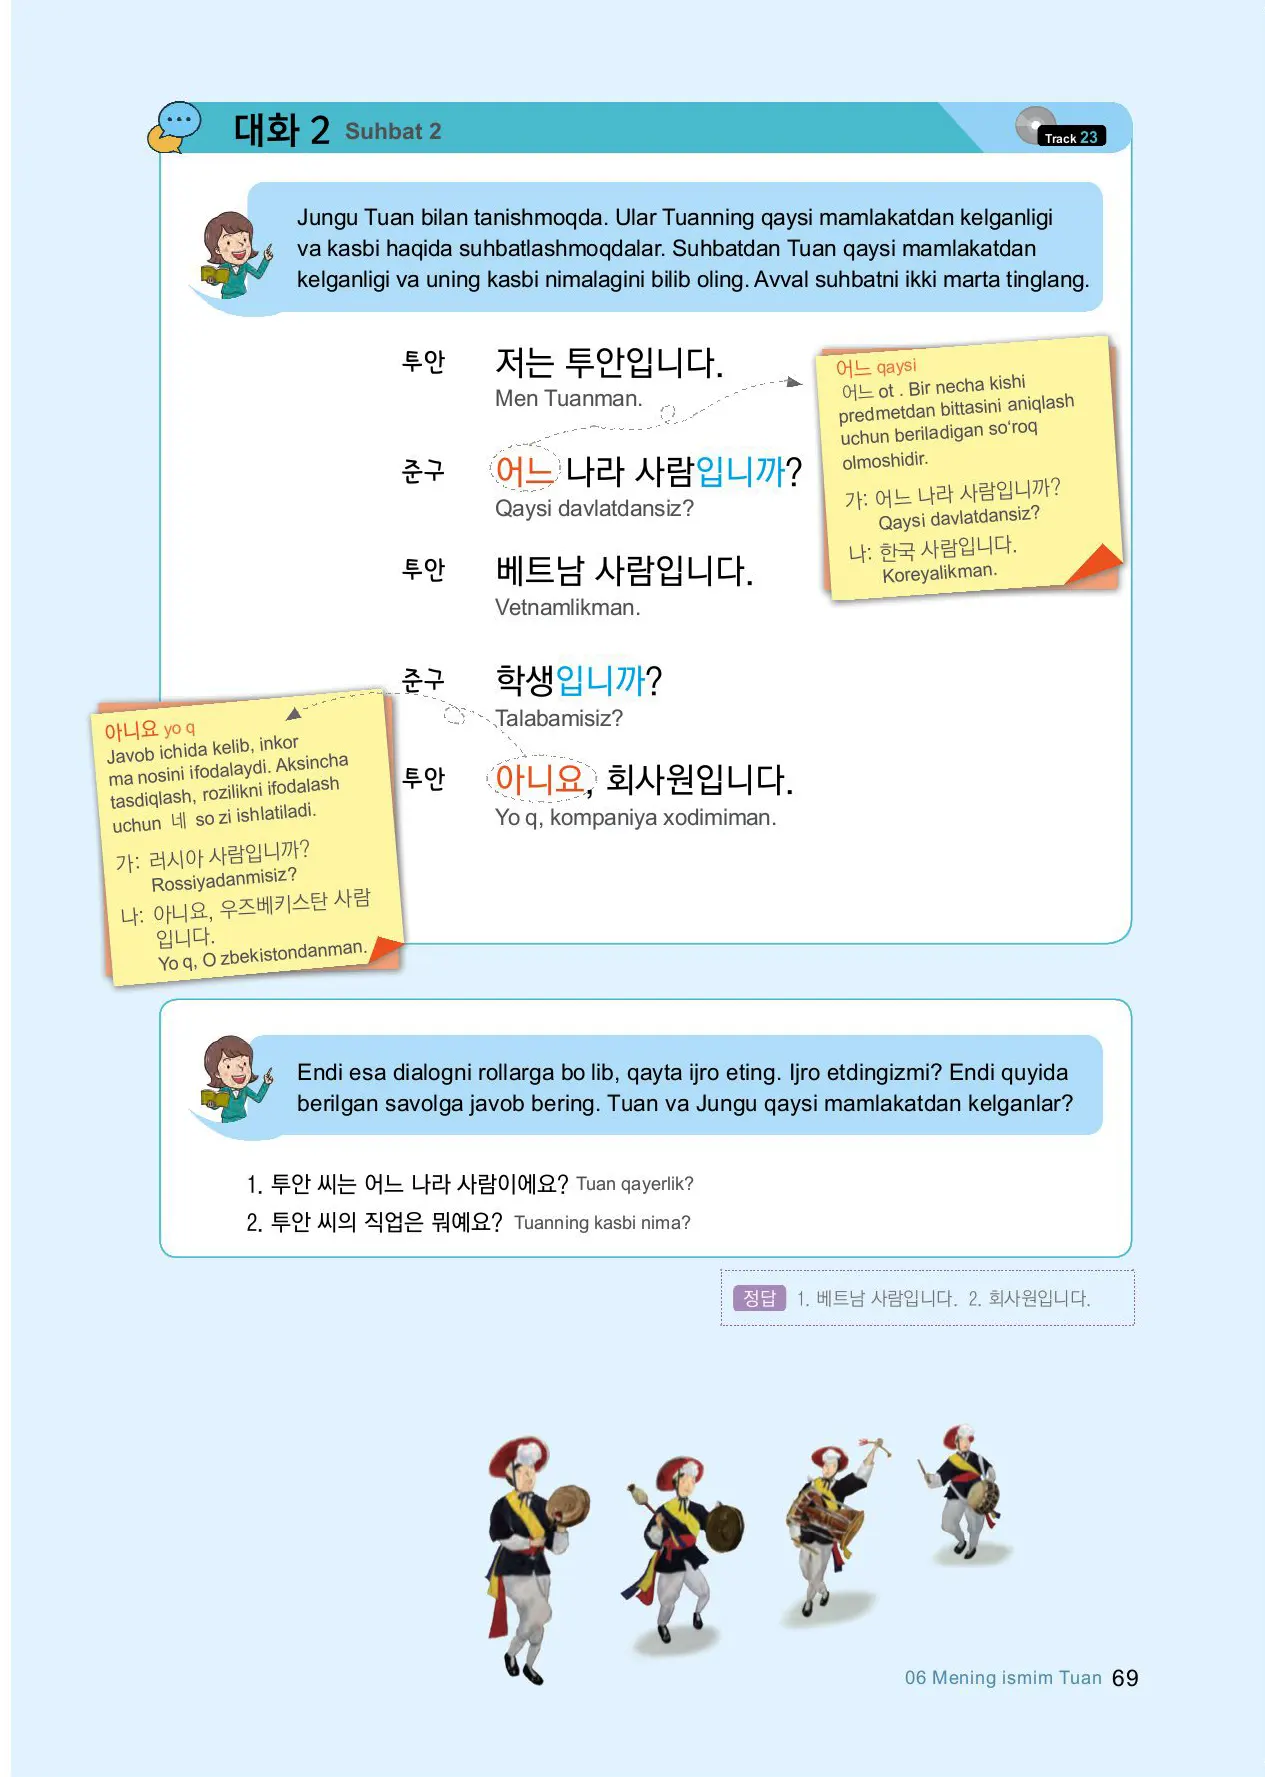 대화 2 Suhbat 2
Track 23
Jungu Tuan bilan tanishmoqda. Ular Tuanning qaysi mamlakatdan kelganligi
va kasbi haqida suhbatlashmoqdalar. Suhbatdan Tuan qaysi mamlakatdan
kelganligi va uning kasbi nimalagini bilib oling. Avval suhbatni ikki marta tinglang.
투안 저는 투안입니다.
Men Tuanman.
준구 어느 나라 사람입니까?
Qaysi davlatdansiz?
투안 베트남 사람입니다.
Vetnamlikman.
준구 학생입니까?
Talabamisiz?
투안 아니요, 회사원입니다.
Yo q, kompaniya xodimiman.
어느 qaysi
어느 ot . Bir necha kishi
predmetdan bittasini aniqlash
uchun beriladigan so‘roq
olmoshidir.
가: 어느 나라 사람입니까?
Qaysi davlatdansiz?
나: 한국 사람입니다.
Koreyalikman.
아니요 yo q
Javob ichida kelib, inkor
ma nosini ifodalaydi. Aksincha
tasdiqlash, rozilikni ifodalash
uchun 네 so zi ishlatiladi.
가: 러시아 사람입니까?
Rossiyadanmisiz?
나: 아니요, 우즈베키스탄 사람
입니다.
Yo q, O zbekistondanman.
Endi esa dialogni rollarga bo lib, qayta ijro eting. Ijro etdingizmi? Endi quyida
berilgan savolga javob bering. Tuan va Jungu qaysi mamlakatdan kelganlar?
1. 투안 씨는 어느 나라 사람이에요? Tuan qayerlik?
2. 투안 씨의 직업은 뭐예요? Tuanning kasbi nima?
정답 1. 베트남 사람입니다. 2. 회사원입니다.
06 Mening ismim Tuan 69